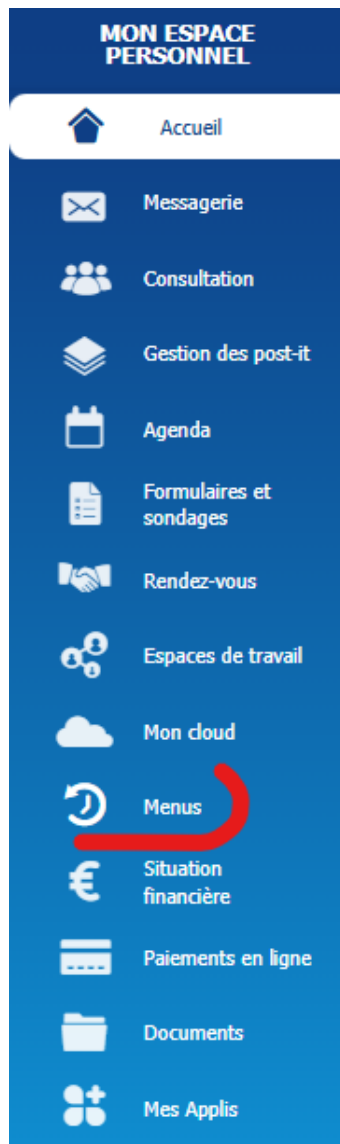 MON ESPACE
PERSONNEL
Accueil
Messagerie
Consultation
Gestion des post-it
Agenda
Formulaires et
sondages
Rendez-vous
Espaces de travail
Mon cloud
Menus
Situation
financière
Paiements en ligne
Documents
Mes Applis